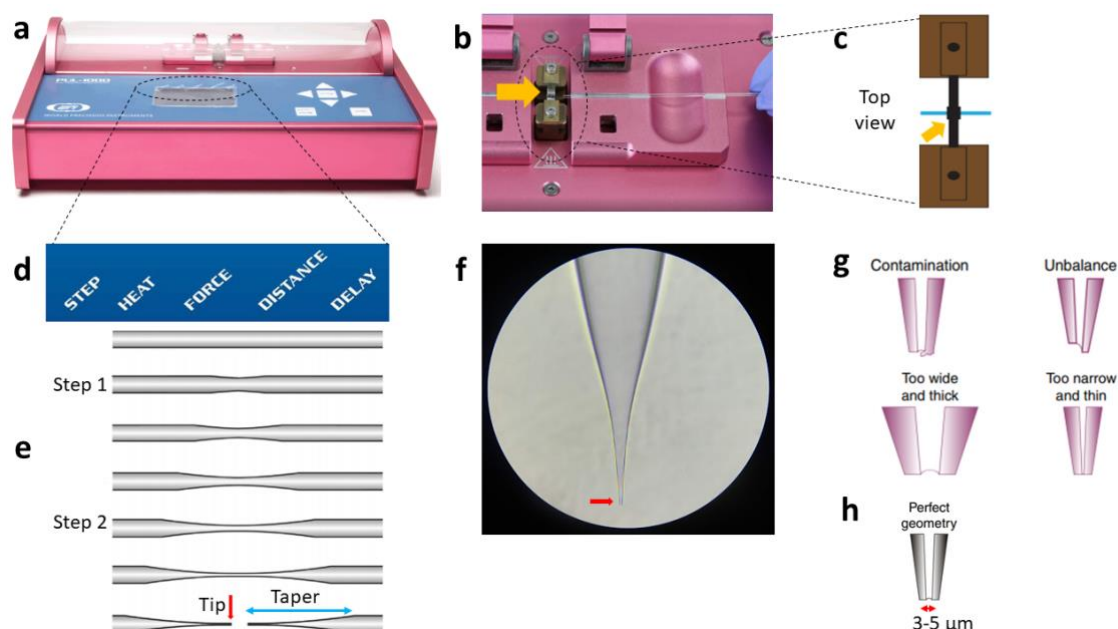 a
PUL-1000
WORLD PRECISION INSTRUMENTS
b
c
Top
view
d
STEP
HEAT
FORCE
DISTANCE
DELAY
Step 1
e
Step 2
Tip
Taper
f
g
Contamination
Unbalance
Too wide
and thick
Too narrow
and thin
h
Perfect
geometry
3-5 µm